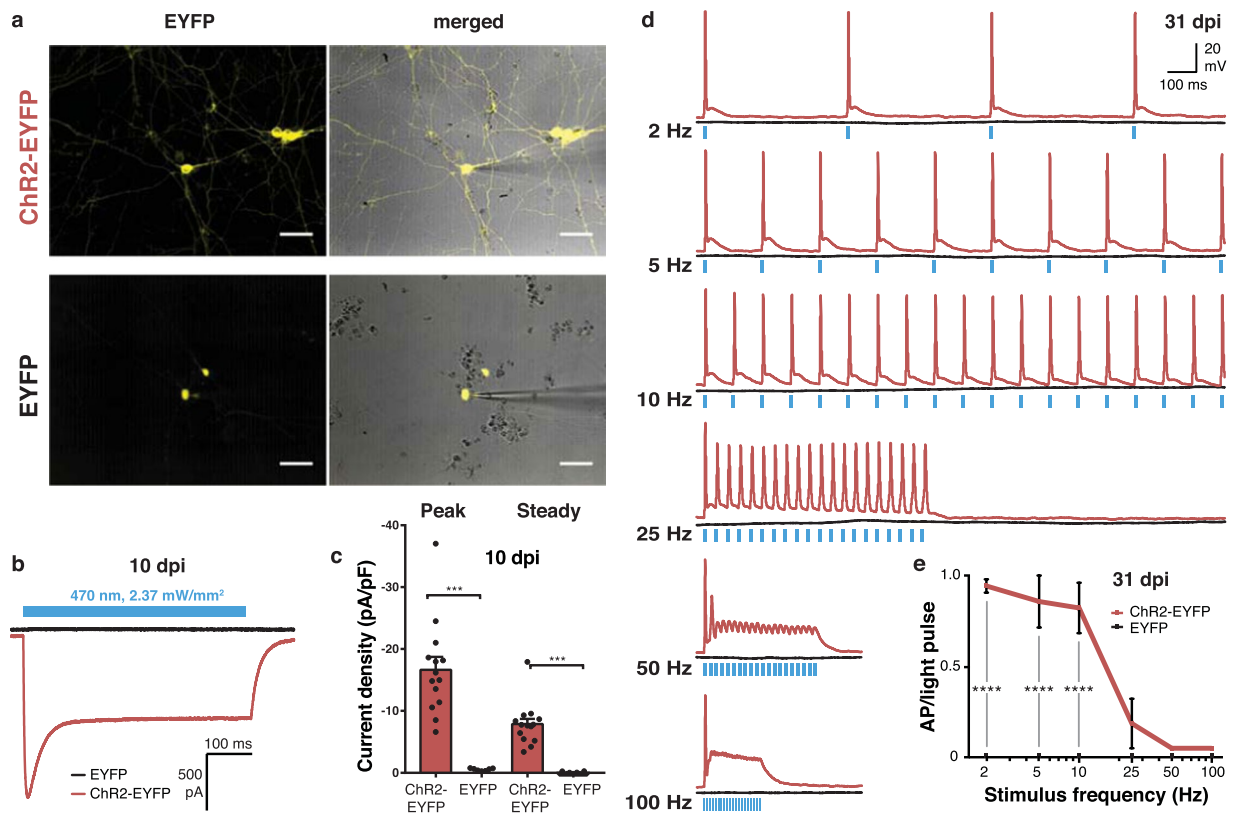 a
EYFP
merged
ChR2-EYFP
EYFP
b
10 dpi
470 nm, 2.37 mW/mm²
100 ms
500
pA
EYFP
ChR2-EYFP
c
Peak
Steady
10 dpi
Current density (pA/pF)
-40
-30
-20
-10
0
***
***
ChR2-
EYFP
EYFP
ChR2-
EYFP
EYFP
d
31 dpi
20
mV
100 ms
2 Hz
5 Hz
10 Hz
25 Hz
50 Hz
100 Hz
e
31 dpi
ChR2-EYFP
EYFP
AP/light pulse
1.0
0.5
0
****
****
****
2
5
10
25
50
100
Stimulus frequency (Hz)